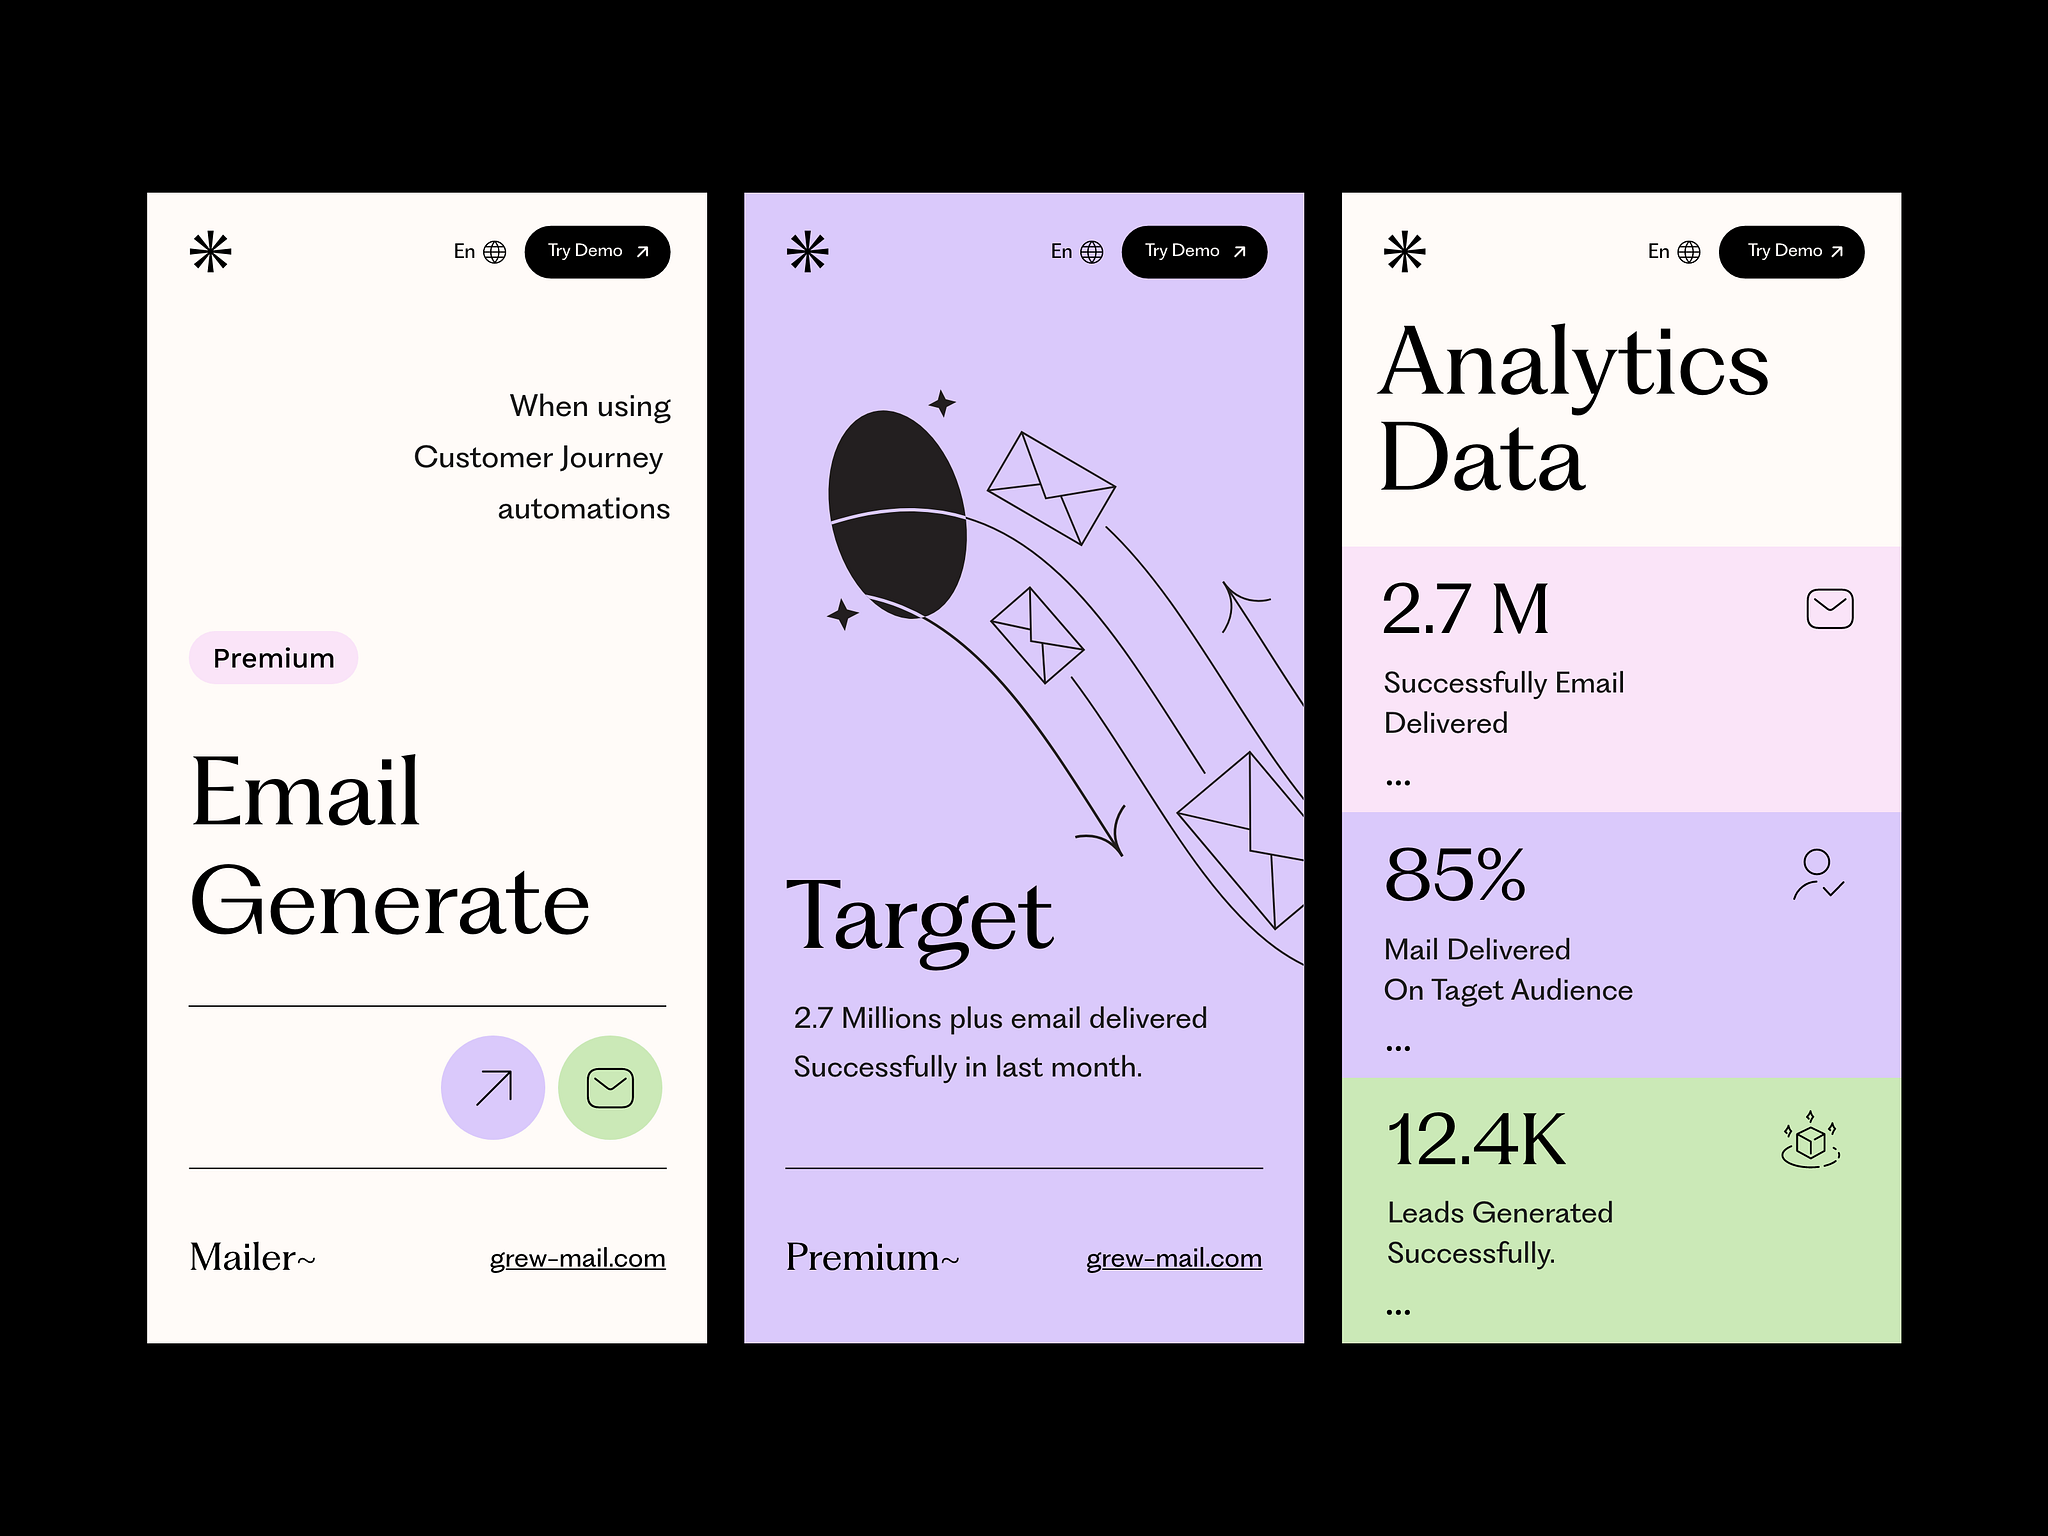 En
Try Demo
When using
Customer Journey
automations
Premium
Email
Generate
Mailer~
grew-mail.com
En
Try Demo
Target
2.7 Millions plus email delivered
Successfully in last month.
Premium~
grew-mail.com
En
Try Demo
Analytics
Data
2.7 M
Successfully Email
Delivered
...
85%
Mail Delivered
On Taget Audience
...
12.4K
Leads Generated
Successfully.
...